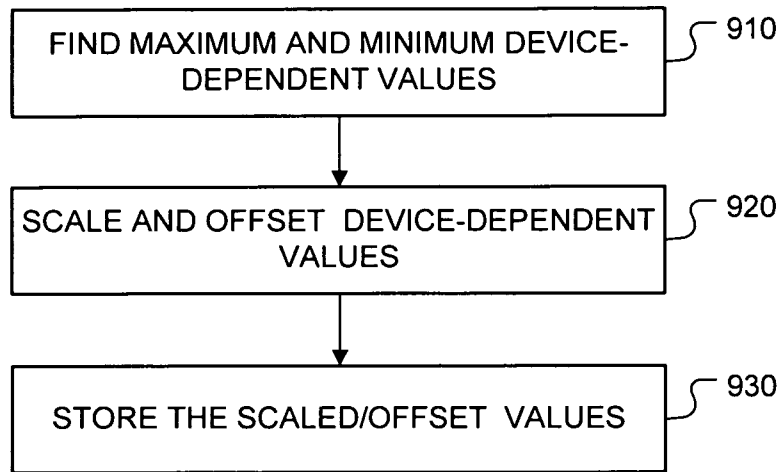 FIND MAXIMUM AND MINIMUM DEVICE-
DEPENDENT VALUES
910
SCALE AND OFFSET DEVICE-DEPENDENT
VALUES
920
STORE THE SCALED/OFFSET VALUES
930